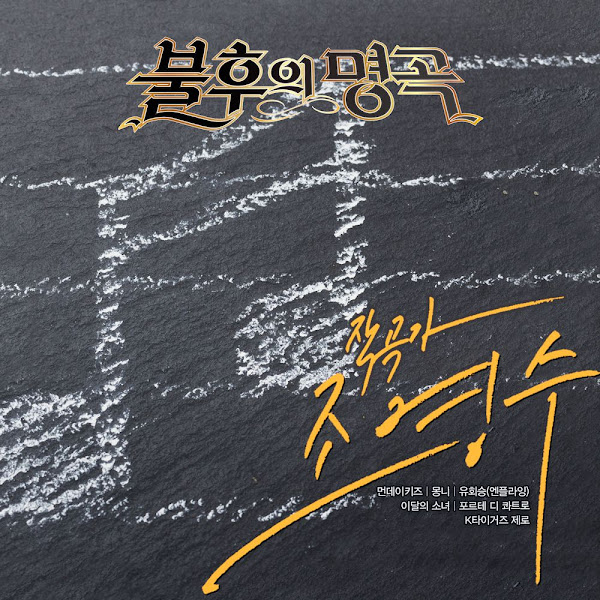 불후의 명곡
작곡가
조영수
먼데이키즈 | 몽니 | 유회승(엔플라잉)
이달의 소녀 | 포르테 디 콰트로
K타이거즈 제로